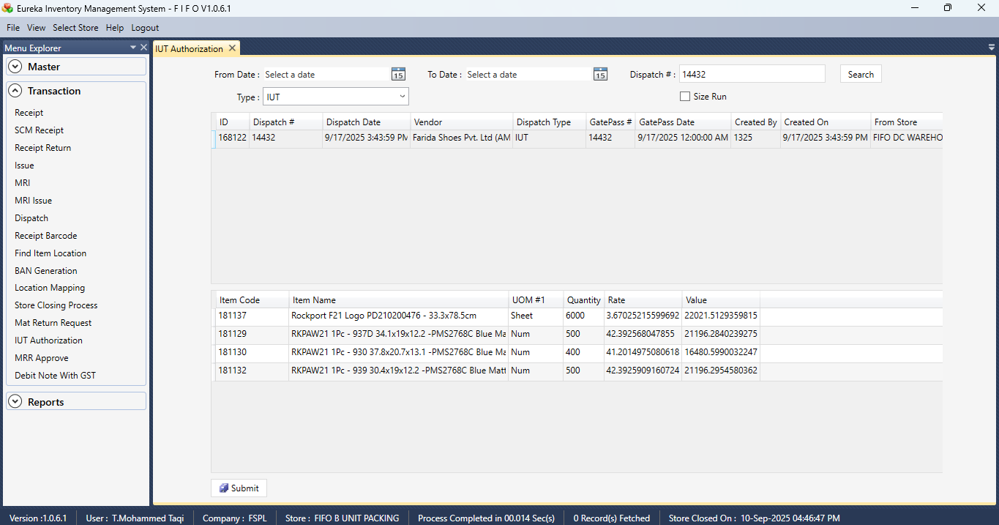 Eureka Inventory Management System - F I F O V1.0.6.1
File View Select Store Help Logout
Menu Explorer
Master
Transaction
Receipt
SCM Receipt
Receipt Return
Issue
MRI
MRI Issue
Dispatch
Receipt Barcode
Find Item Location
BAN Generation
Location Mapping
Store Closing Process
Mat Return Request
IUT Authorization
MRR Approve
Debit Note With GST
Reports
IUT Authorization
From Date : Select a date 15 To Date : Select a date 15 Dispatch # : 14432 Search
Type : IUT Size Run
ID Dispatch # Dispatch Date Vendor Dispatch Type GatePass # GatePass Date Created By Created On From Store
168122 14432 9/17/2025 3:43:59 PM Farida Shoes Pvt. Ltd (AM IUT 14432 9/17/2025 12:00:00 AM 1325 9/17/2025 3:43:59 PM FIFO DC WAREHO
Item Code Item Name UOM #1 Quantity Rate Value
181137 Rockport F21 Logo PD210200476 - 33.3x78.5cm Sheet 6000 3.67025215599692 22021.5129359815
181129 RKPAW21 1Pc - 937D 34.1x19x12.2 -PMS2768C Blue Ma Num 500 42.392568047855 21196.2840239275
181130 RKPAW21 1Pc - 930 37.8x20.7x13.1 -PMS2768C Blue Ma Num 400 41.2014975080618 16480.5990032247
181132 RKPAW21 1Pc - 939 30.4x19x12.2 -PMS2768C Blue Matt Num 500 42.3925909160724 21196.2954580362
Submit
Version :1.0.6.1 User : T.Mohammed Taqi Company : FSPL Store : FIFO B UNIT PACKING Process Completed in 00.014 Sec(s) 0 Record(s) Fetched Store Closed On : 10-Sep-2025 04:46:47 PM